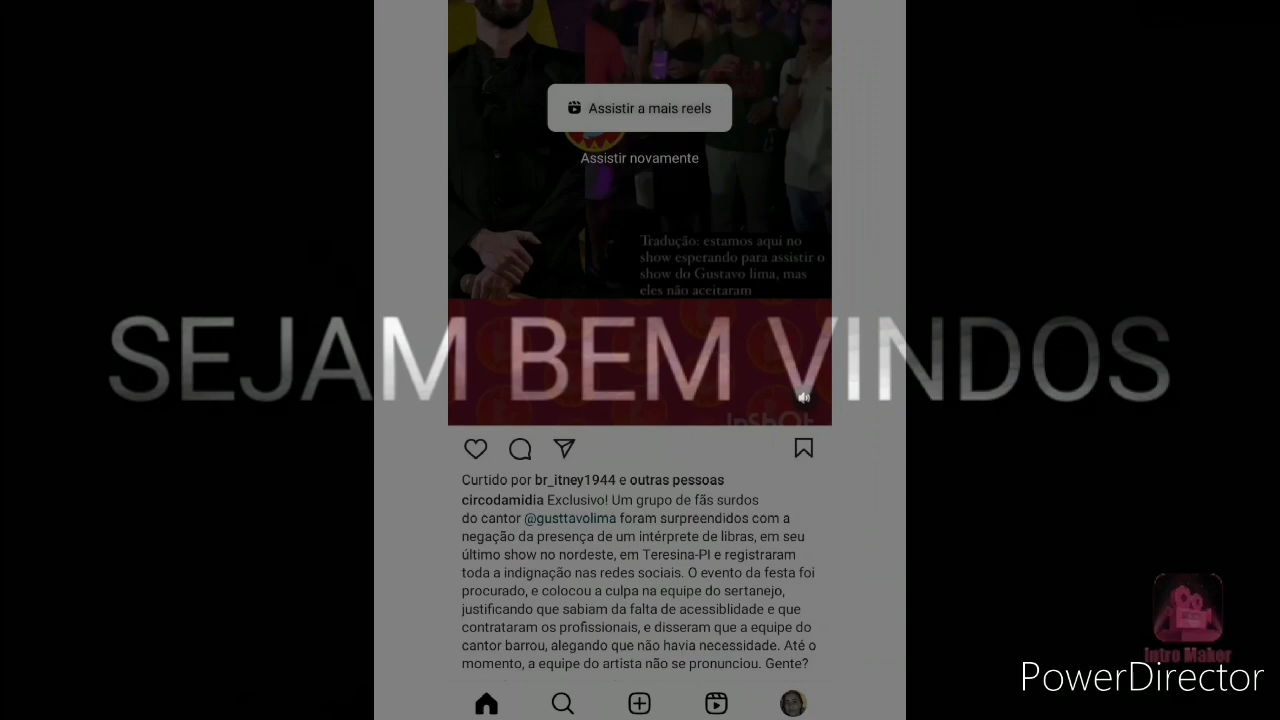 Assistir a mais reels
Assistir novamente
Tradução: estamos aqui no
show esperando para assistir o
show do Gustavo lima, mas
eles não aceitaram
SEJAM BEM VINDOS
InShOt
Curtido por br_itney1944 e outras pessoas
circodamidia Exclusivo! Um grupo de fãs surdos
do cantor @gusttavolima foram surpreendidos com a
negação da presença de um intérprete de libras, em seu
último show no nordeste, em Teresina-PI e registraram
toda a indignação nas redes sociais. O evento da festa foi
procurado, e colocou a culpa na equipe do sertanejo,
justificando que sabiam da falta de acessiblidade e que
contrataram os profissionais, e disseram que a equipe do
cantor barrou, alegando que não havia necessidade. Até o
momento, a equipe do artista não se pronunciou. Gente?
Intro Maker
PowerDirector